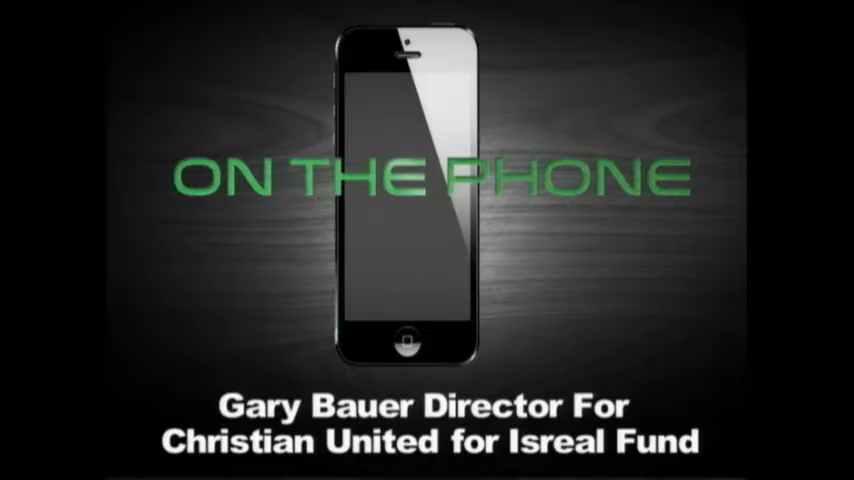 ON THE PHONE
Gary Bauer Director For
Christian United for Isreal Fund